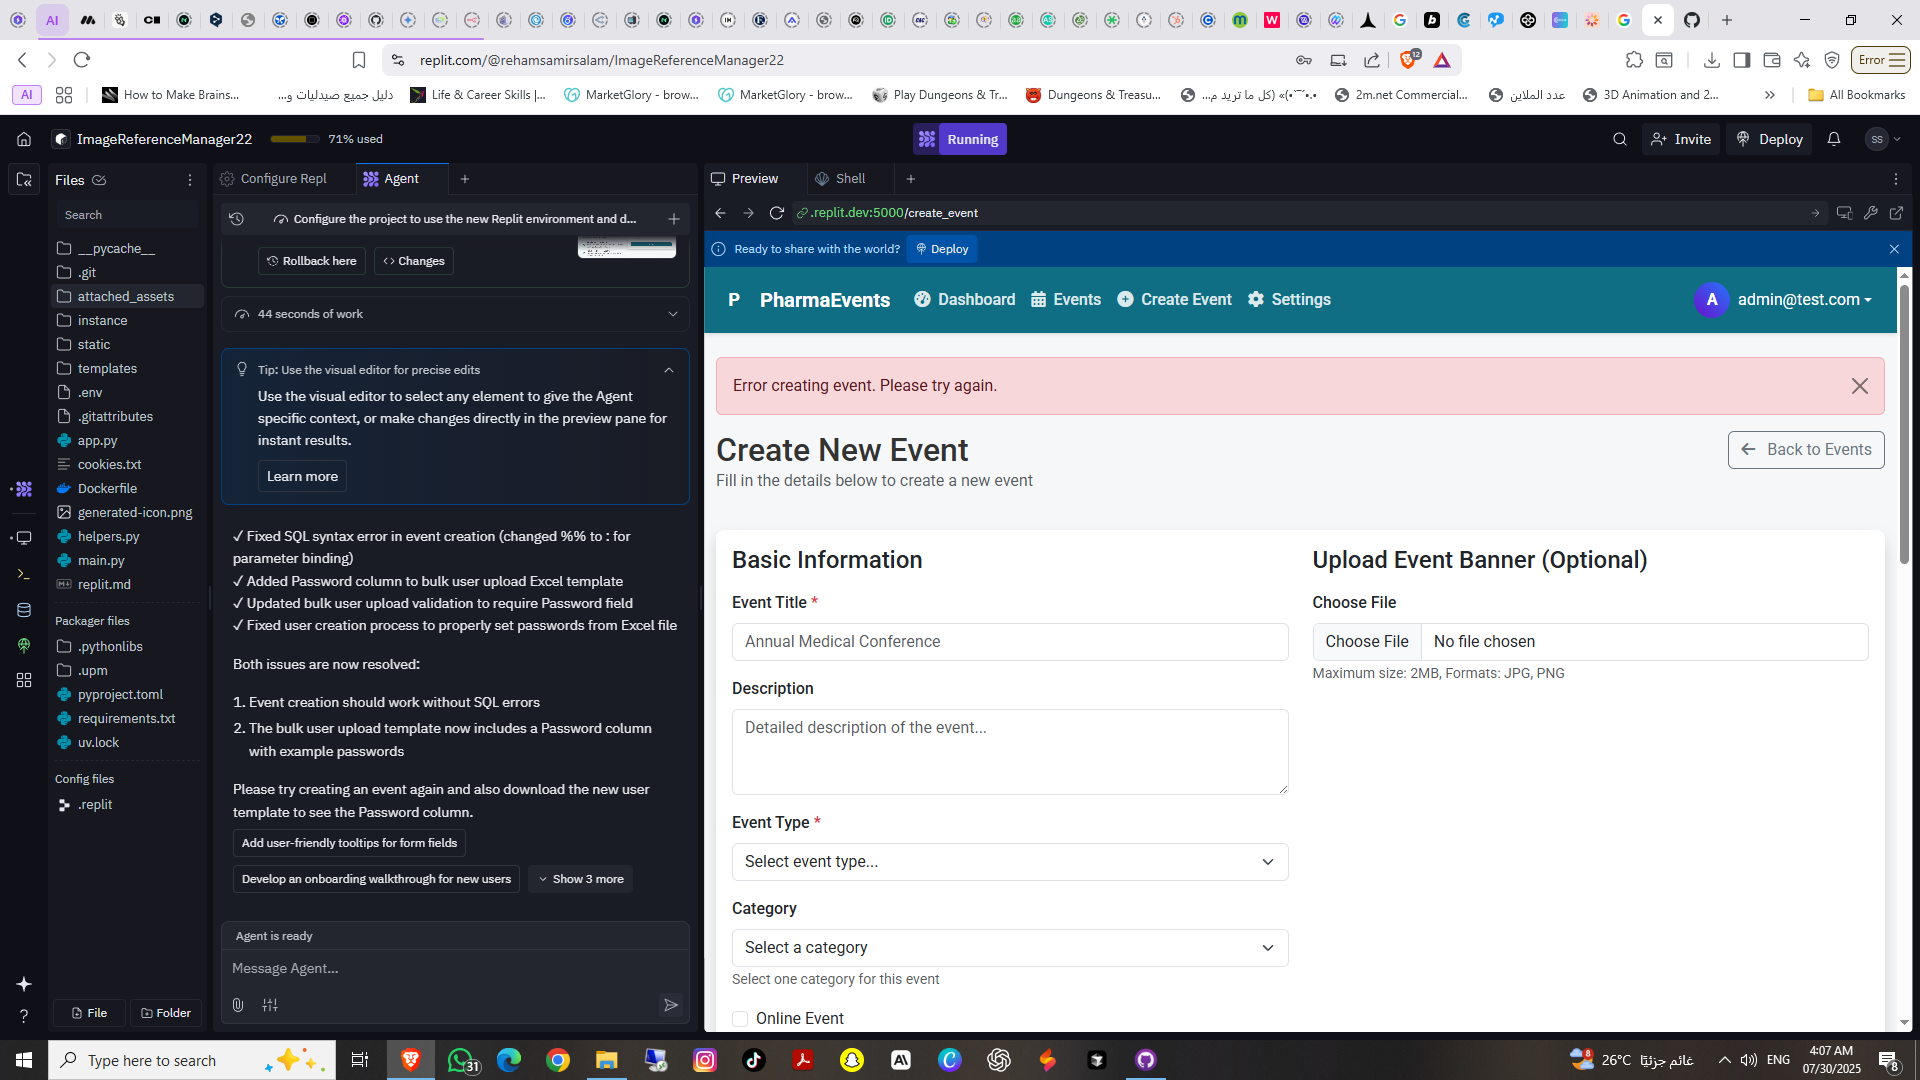 replit.com/@rehamsamirsalam/ImageReferenceManager22
12
Error
AI
How to Make Brains...
دليل جميع صيدليات و...
Life & Career Skills |...
MarketGlory - brow...
MarketGlory - brow...
Play Dungeons & Tr...
Dungeons & Treasu...
2m.net Commercial...
عدد الملاين
3D Animation and 2...
All Bookmarks
ImageReferenceManager22
71% used
Running
Invite
Deploy
SS
Files
Search
__pycache__
.git
attached_assets
instance
static
templates
.env
.gitattributes
app.py
cookies.txt
Dockerfile
generated-icon.png
helpers.py
main.py
replit.md
Packager files
.pythonlibs
.upm
pyproject.toml
requirements.txt
uv.lock
Config files
.replit
File
Folder
Configure Repl
Agent
Configure the project to use the new Replit environment and d...
Rollback here
Changes
44 seconds of work
Tip: Use the visual editor for precise edits
Use the visual editor to select any element to give the Agent
specific context, or make changes directly in the preview pane for
instant results.
Learn more
✓ Fixed SQL syntax error in event creation (changed %% to : for
parameter binding)
✓ Added Password column to bulk user upload Excel template
✓ Updated bulk user upload validation to require Password field
✓ Fixed user creation process to properly set passwords from Excel file
Both issues are now resolved:
1. Event creation should work without SQL errors
2. The bulk user upload template now includes a Password column
with example passwords
Please try creating an event again and also download the new user
template to see the Password column.
Add user-friendly tooltips for form fields
Develop an onboarding walkthrough for new users
Show 3 more
Agent is ready
Message Agent...
Preview
Shell
.replit.dev:5000/create_event
Ready to share with the world?
Deploy
P
PharmaEvents
Dashboard
Events
Create Event
Settings
A
admin@test.com
Error creating event. Please try again.
Create New Event
Back to Events
Fill in the details below to create a new event
Basic Information
Event Title *
Annual Medical Conference
Description
Detailed description of the event...
Event Type *
Select event type...
Category
Select a category
Select one category for this event
Online Event
Upload Event Banner (Optional)
Choose File
Choose File
No file chosen
Maximum size: 2MB, Formats: JPG, PNG
Type here to search
31
26°C
غائم جزئيًا
ENG
4:07 AM
07/30/2025
8